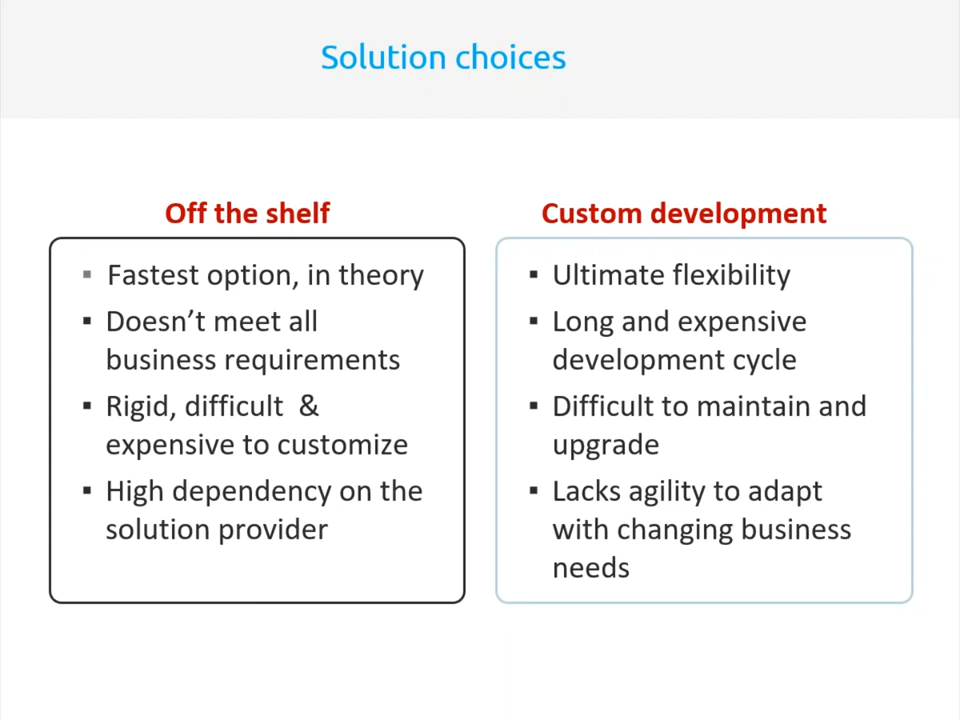 Solution choices
Off the shelf
▪ Fastest option, in theory
▪ Doesn’t meet all
business requirements
▪ Rigid, difficult  &
expensive to customize
▪ High dependency on the
solution provider
Custom development
▪ Ultimate flexibility
▪ Long and expensive
development cycle
▪ Difficult to maintain and
upgrade
▪ Lacks agility to adapt
with changing business
needs